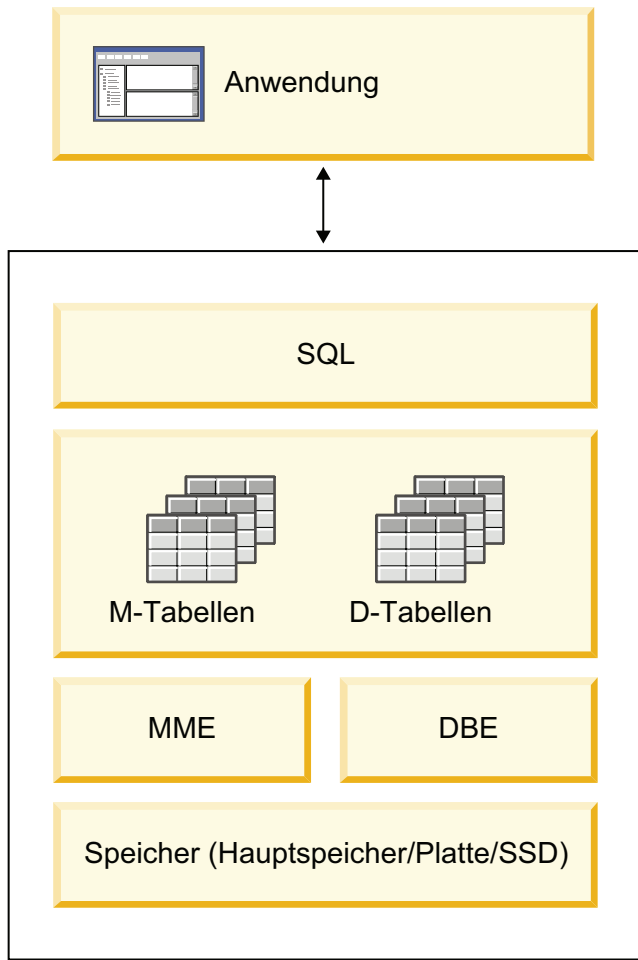 Anwendung
SQL
M-Tabellen
D-Tabellen
MME
DBE
Speicher (Hauptspeicher/Platte/SSD)